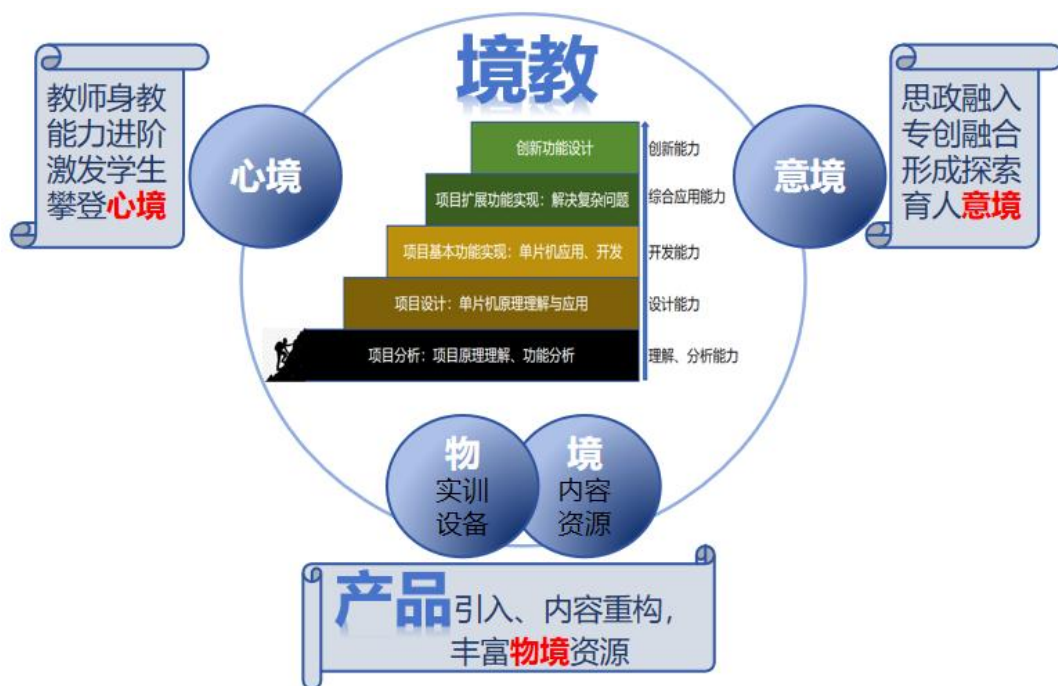 境教
教师身教
能力进阶
激发学生
攀登心境
心境
意境
思政融入
专创融合
形成探索
育人意境
创新功能设计
创新能力
项目扩展功能实现：解决复杂问题
综合应用能力
项目基本功能实现：单片机应用、开发
开发能力
项目设计：单片机原理理解与应用
设计能力
项目分析：项目原理理解、功能分析
理解、分析能力
物
实训
设备
境
内容
资源
产品引入、内容重构，
丰富物境资源